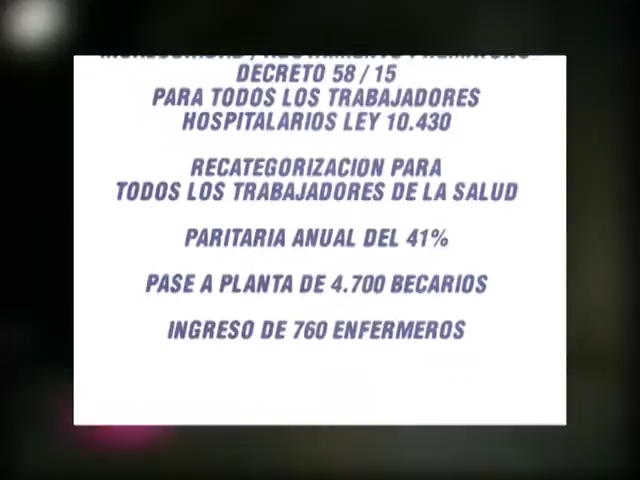 DECRETO 58 / 15
PARA TODOS LOS TRABAJADORES
HOSPITALARIOS LEY 10.430
RECATEGORIZACION PARA
TODOS LOS TRABAJADORES DE LA SALUD
PARITARIA ANUAL DEL 41%
PASE A PLANTA DE 4.700 BECARIOS
INGRESO DE 760 ENFERMEROS